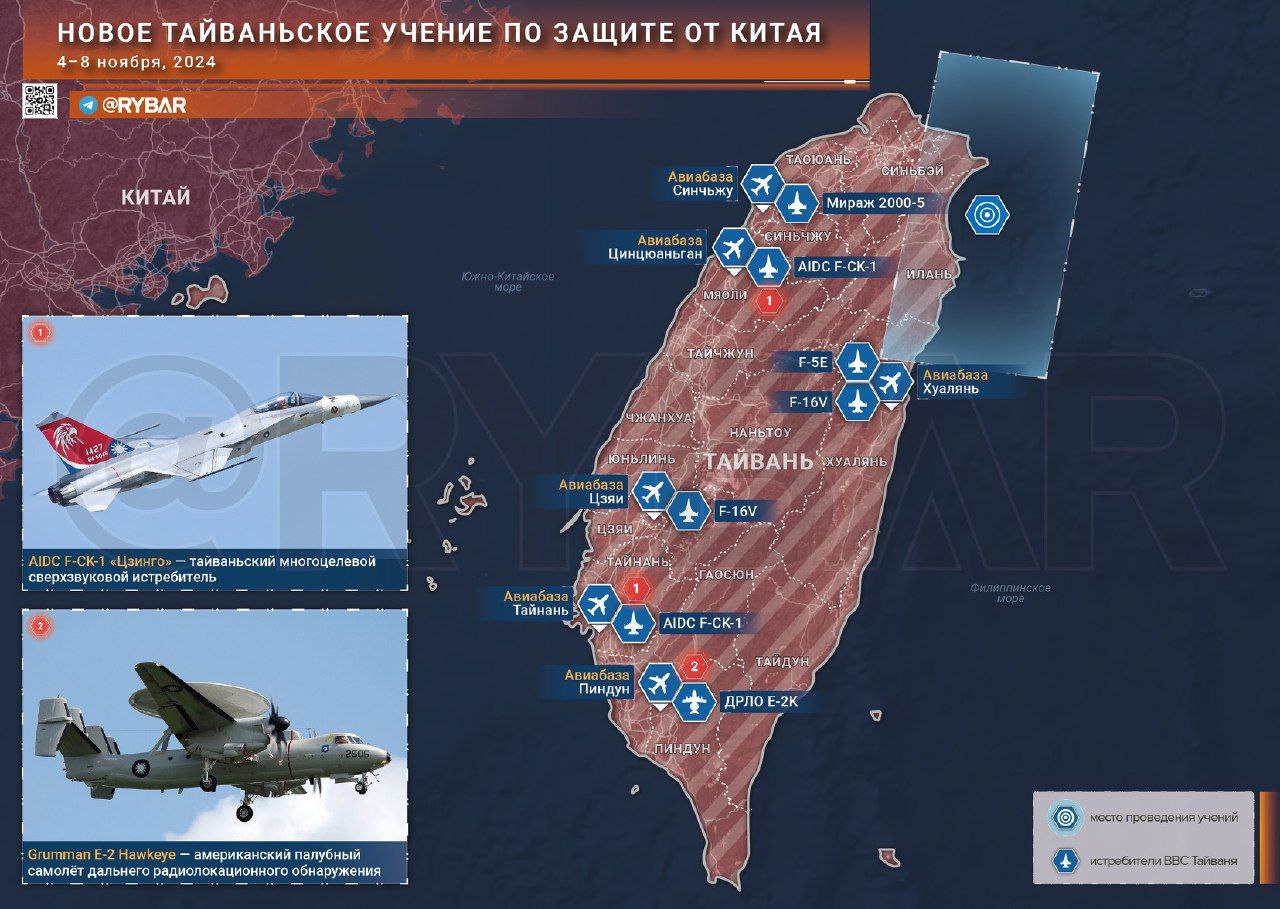 НОВОЕ ТАЙВАНЬСКОЕ УЧЕНИЕ ПО ЗАЩИТЕ ОТ КИТАЯ
4–8 ноября, 2024
@RYBAR
КИТАЙ
Южно-Китайское
море
ТАОЮАНЬ
СИНЬБЭЙ
Авиабаза
Синчьжу
Мираж 2000-5
СИНЬЧЖУ
Авиабаза
Цинцюаньган
AIDC F-CK-1
ИЛАНЬ
МЯОЛИ
1
ТАЙЧЖУН
F-5E
F-16V
Авиабаза
Хуалянь
ЧЖАНХУА
НАНЬТОУ
ЮНЬЛИНЬ
ТАЙВАНЬ
ХУАЛЯНЬ
Авиабаза
Цзяи
F-16V
ЦЗЯИ
ТАЙНАНЬ
ГАОСЮН
Филиппинское
море
Авиабаза
Тайнань
1
AIDC F-CK-1
ТАЙДУН
Авиабаза
Пиндун
2
ДРЛО E-2K
ПИНДУН
1
1427
AIDC F-CK-1 «Цзинго» — тайваньский многоцелевой
сверхзвуковой истребитель
2
2505
Grumman E-2 Hawkeye — американский палубный
самолёт дальнего радиолокационного обнаружения
@RYBAR
место проведения учений
истребители ВВС Тайваня